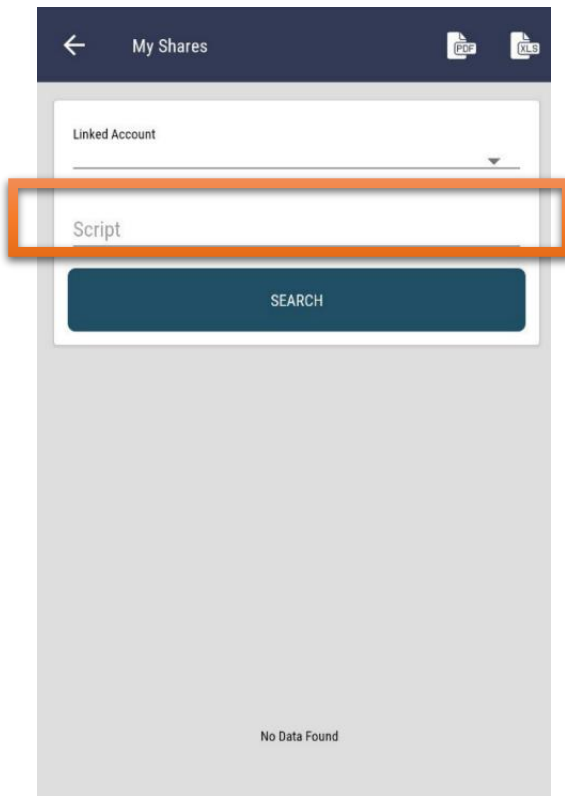 My Shares
PDF
XLS
Linked Account
Script
SEARCH
No Data Found